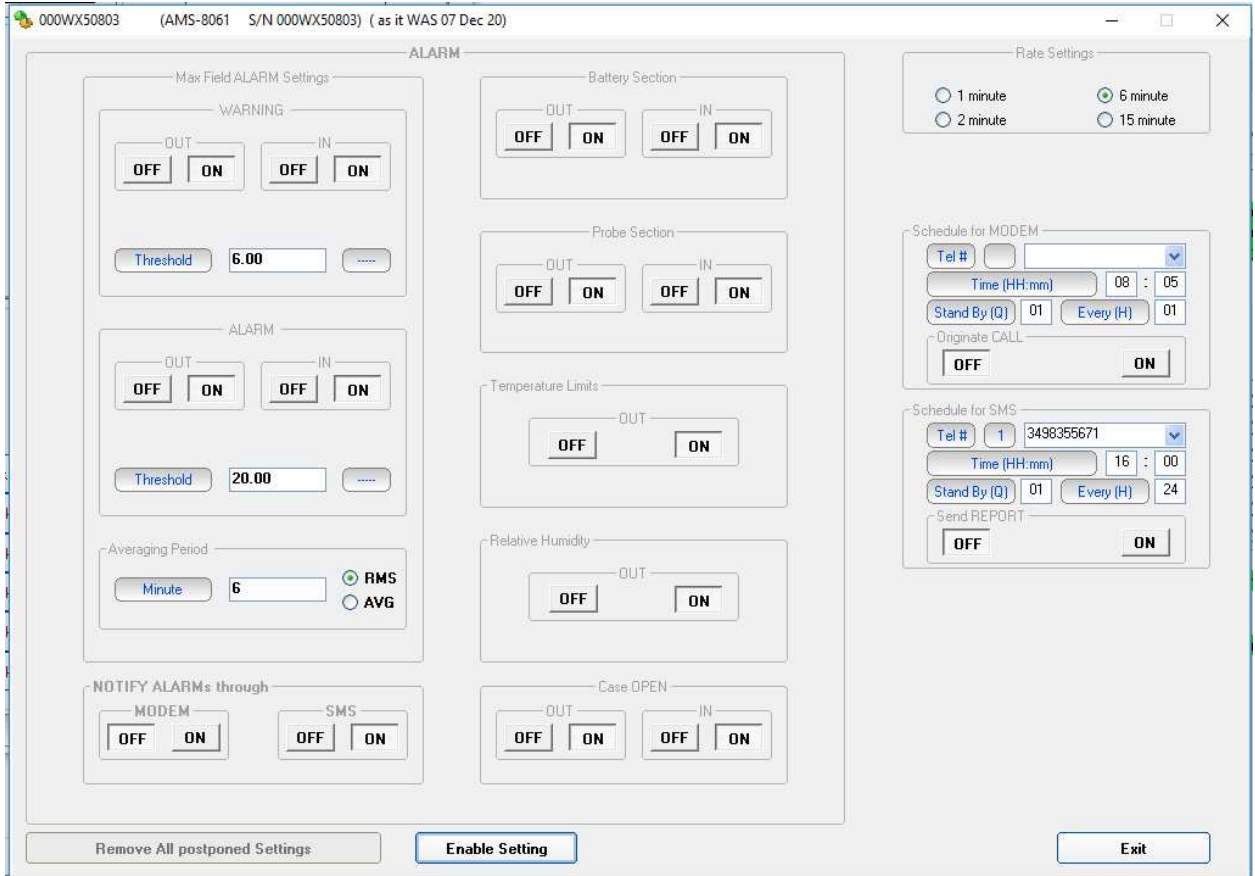 000WX50803 (AMS-8061 S/N 000WX50803) ( as it WAS 07 Dec 20)
ALARM
Max Field ALARM Settings
WARNING
OUT IN
OFF ON OFF ON
Threshold 6.00 -----
ALARM
OUT IN
OFF ON OFF ON
Threshold 20.00 -----
Averaging Period
Minute 6 RMS
AVG
NOTIFY ALARMs through
MODEM SMS
OFF ON OFF ON
Battery Section
OUT IN
OFF ON OFF ON
Probe Section
OUT IN
OFF ON OFF ON
Temperature Limits
OUT
OFF ON
Relative Humidity
OUT
OFF ON
Case OPEN
OUT IN
OFF ON OFF ON
Rate Settings
1 minute 6 minute
2 minute 15 minute
Schedule for MODEM
Tel #
Time (HH:mm) 08 : 05
Stand By (Q) 01 Every (H) 01
Originate CALL
OFF ON
Schedule for SMS
Tel # 1 3498355671
Time (HH:mm) 16 : 00
Stand By (Q) 01 Every (H) 24
Send REPORT
OFF ON
Remove All postponed Settings Enable Setting Exit